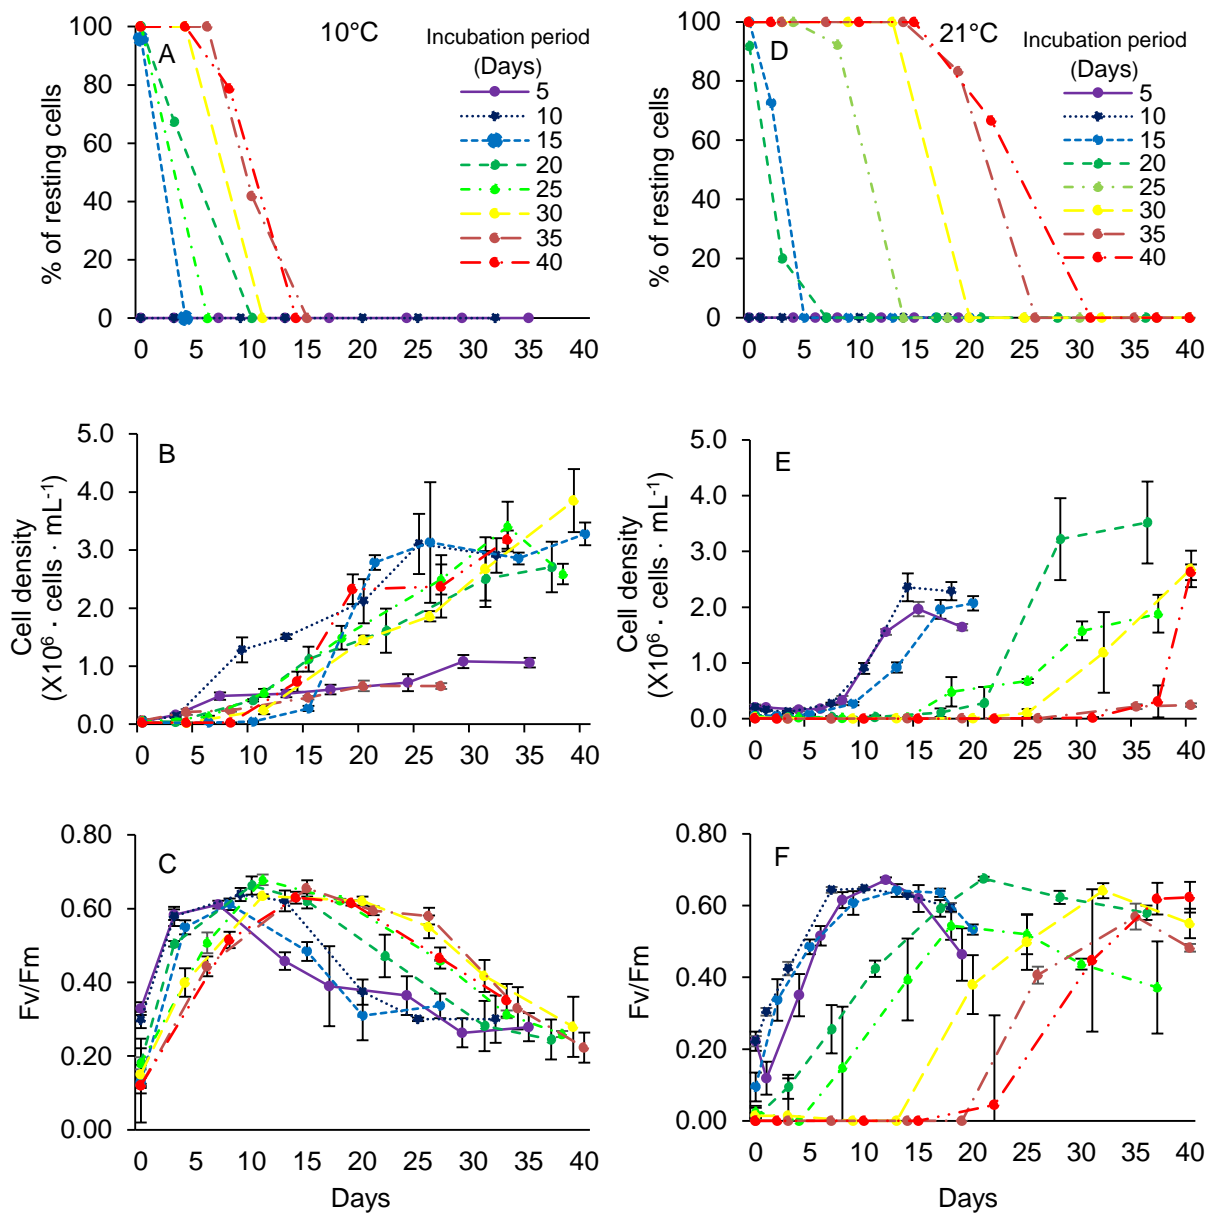 A
10°C
Incubation period
(Days)
5
10
15
20
25
30
35
40
% of resting cells
100
80
60
40
20
0
0 5 10 15 20 25 30 35 40
D
21°C
Incubation period
(Days)
5
10
15
20
25
30
35
40
% of resting cells
100
80
60
40
20
0
0 5 10 15 20 25 30 35 40
B
Cell density
(X10⁶ · cells · mL⁻¹)
5.0
4.0
3.0
2.0
1.0
0.0
0 5 10 15 20 25 30 35 40
E
Cell density
(X10⁶ · cells · mL⁻¹)
5.0
4.0
3.0
2.0
1.0
0.0
0 5 10 15 20 25 30 35 40
C
Fv/Fm
0.80
0.60
0.40
0.20
0.00
0 5 10 15 20 25 30 35 40
Days
F
Fv/Fm
0.80
0.60
0.40
0.20
0.00
0 5 10 15 20 25 30 35 40
Days